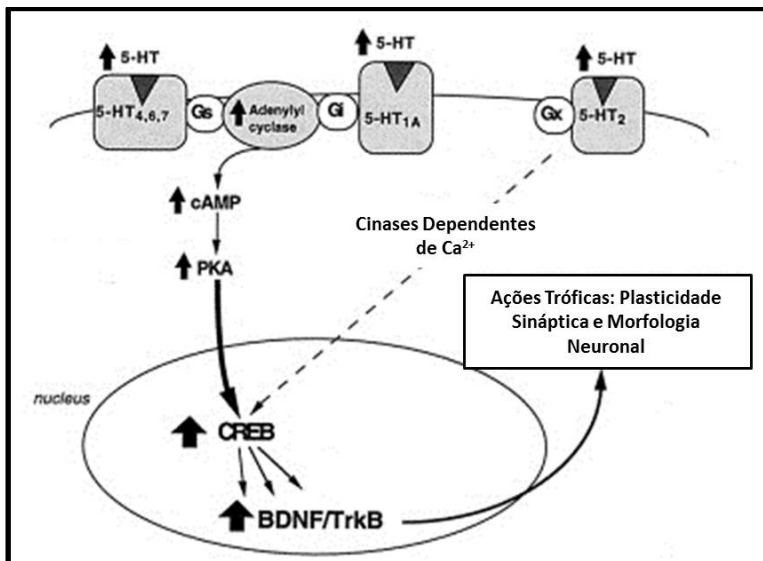 5-HT
5-HT
5-HT
5-HT4,6,7
Gs
Adenylyl
cyclase
Gi
5-HT1A
Gx
5-HT2
cAMP
Cinases Dependentes
de Ca²⁺
PKA
Ações Tróficas: Plasticidade
Sináptica e Morfologia
Neuronal
nucleus
CREB
BDNF/TrkB